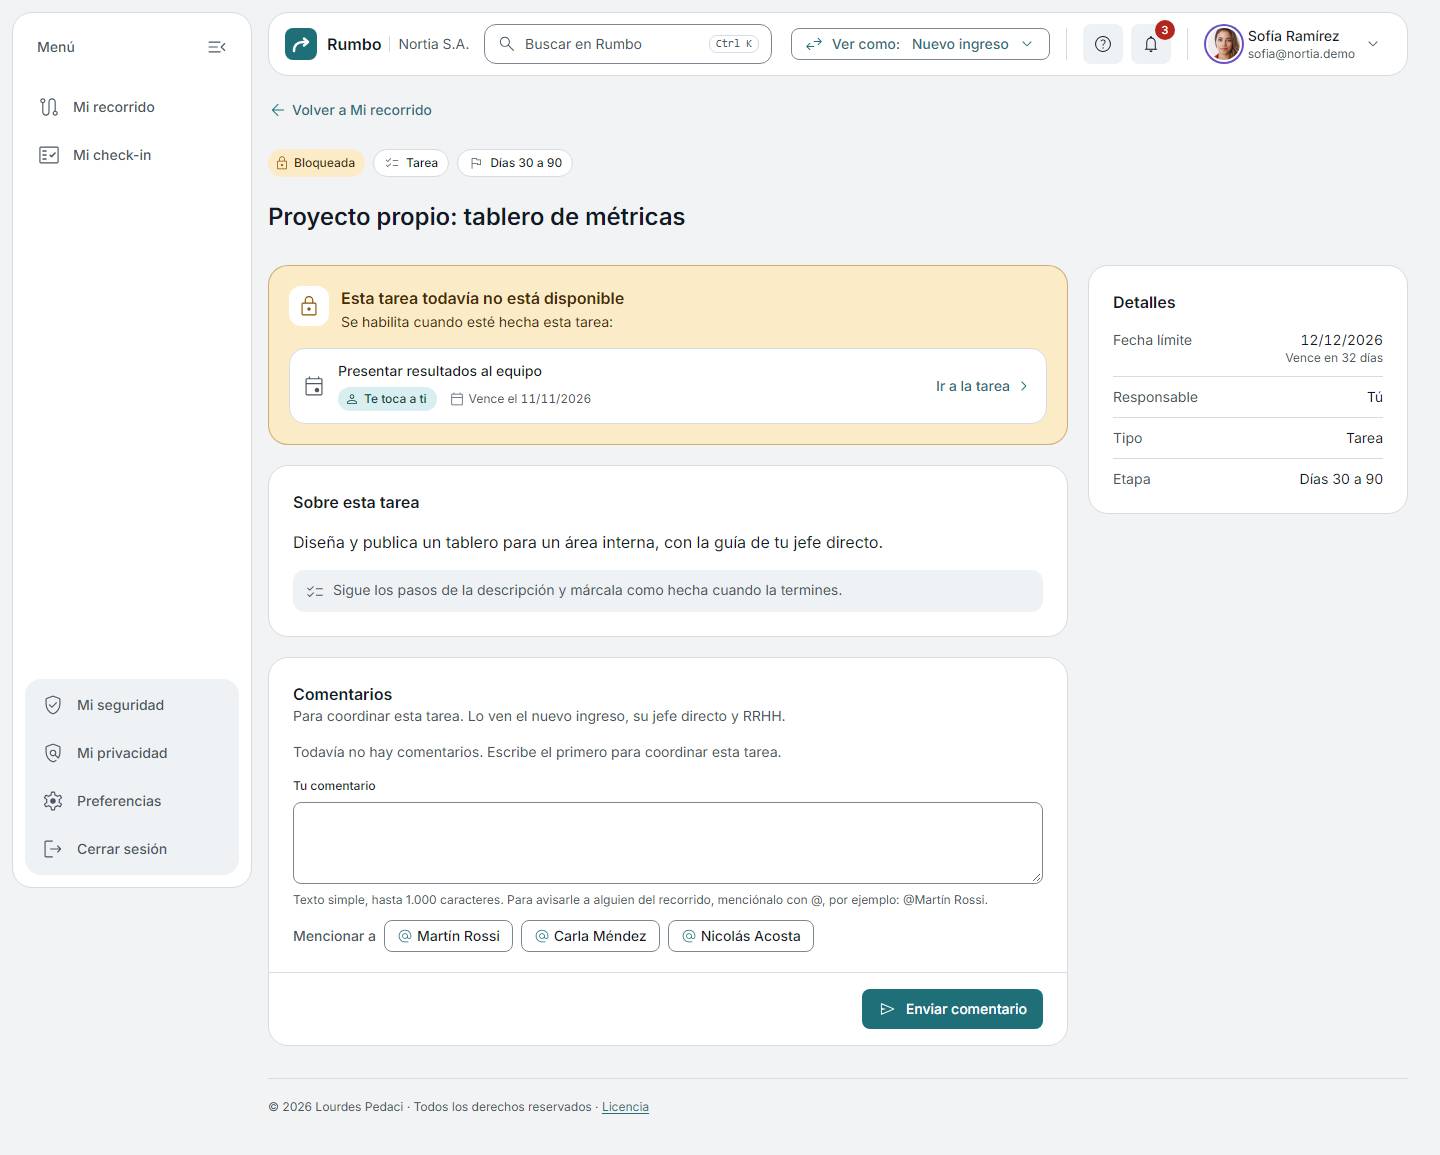 Menú
Mi recorrido
Mi check-in
Mi seguridad
Mi privacidad
Preferencias
Cerrar sesión
Rumbo
Nortia S.A.
Buscar en Rumbo
Ctrl K
Ver como: Nuevo ingreso
3
Sofía Ramírez
sofia@nortia.demo
Volver a Mi recorrido
Bloqueada
Tarea
Días 30 a 90
Proyecto propio: tablero de métricas
Esta tarea todavía no está disponible
Se habilita cuando esté hecha esta tarea:
Presentar resultados al equipo
Te toca a ti
Vence el 11/11/2026
Ir a la tarea
Sobre esta tarea
Diseña y publica un tablero para un área interna, con la guía de tu jefe directo.
Sigue los pasos de la descripción y márcala como hecha cuando la termines.
Comentarios
Para coordinar esta tarea. Lo ven el nuevo ingreso, su jefe directo y RRHH.
Todavía no hay comentarios. Escribe el primero para coordinar esta tarea.
Tu comentario
Texto simple, hasta 1.000 caracteres. Para avisarle a alguien del recorrido, menciónalo con @, por ejemplo: @Martín Rossi.
Mencionar a
@ Martín Rossi
@ Carla Méndez
@ Nicolás Acosta
Enviar comentario
Detalles
Fecha límite 12/12/2026
Vence en 32 días
Responsable Tú
Tipo Tarea
Etapa Días 30 a 90
© 2026 Lourdes Pedaci · Todos los derechos reservados · Licencia